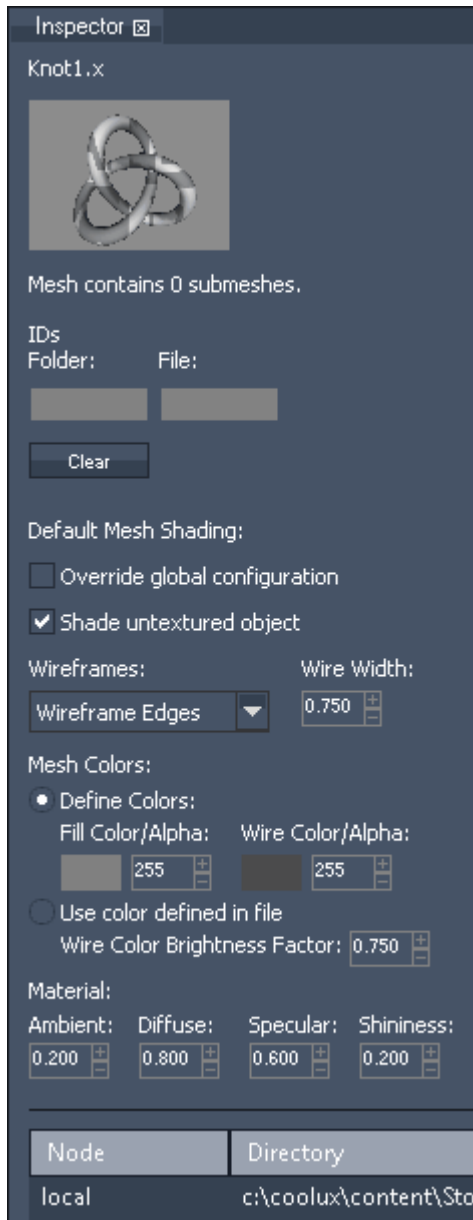 Inspector
Knot1.x
Mesh contains 0 submeshes.
IDs
Folder: File:
Clear
Default Mesh Shading:
Override global configuration
Shade untextured object
Wireframes: Wire Width:
Wireframe Edges 0.750
Mesh Colors:
Define Colors:
Fill Color/Alpha: Wire Color/Alpha:
255 255
Use color defined in file
Wire Color Brightness Factor: 0.750
Material:
Ambient: Diffuse: Specular: Shininess:
0.200 0.800 0.600 0.200
Node Directory
local c:\coolux\content\Sto